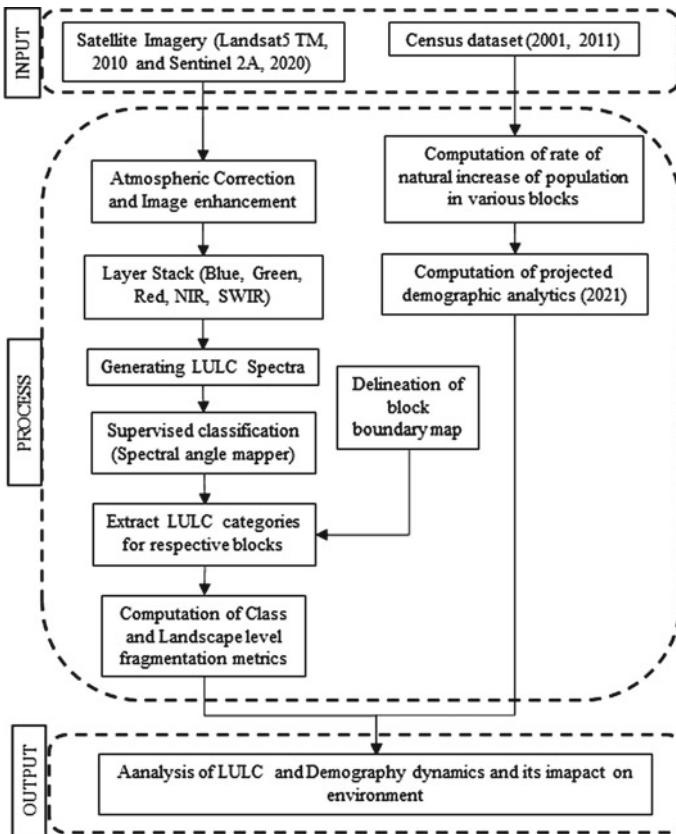 INPUT
Satellite Imagery (Landsat5 TM,
2010 and Sentinel 2A, 2020)
Census dataset (2001, 2011)
PROCESS
Atmospheric Correction
and Image enhancement
Layer Stack (Blue, Green,
Red, NIR, SWIR)
Generating LULC Spectra
Supervised classification
(Spectral angle mapper)
Extract LULC categories
for respective blocks
Computation of Class
and Landscape level
fragmentation metrics
Computation of rate of
natural increase of population
in various blocks
Computation of projected
demographic analytics (2021)
Delineation of
block
boundary map
OUTPUT
Aanalysis of LULC and Demography dynamics and its imapact on
environment